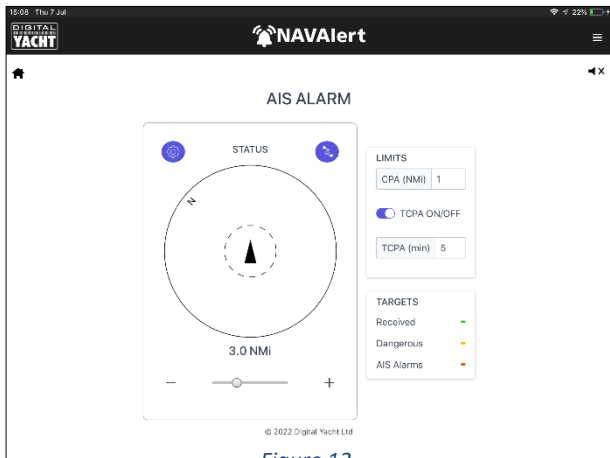 15:08 Thu 7 Jul
22%
DIGITAL
YACHT
NAVAlert
AIS ALARM
STATUS
N
3.0 NMi
− +
LIMITS
CPA (NMi) 1
TCPA ON/OFF
TCPA (min) 5
TARGETS
Received -
Dangerous -
AIS Alarms -
© 2022 Digital Yacht Ltd
Figure 12